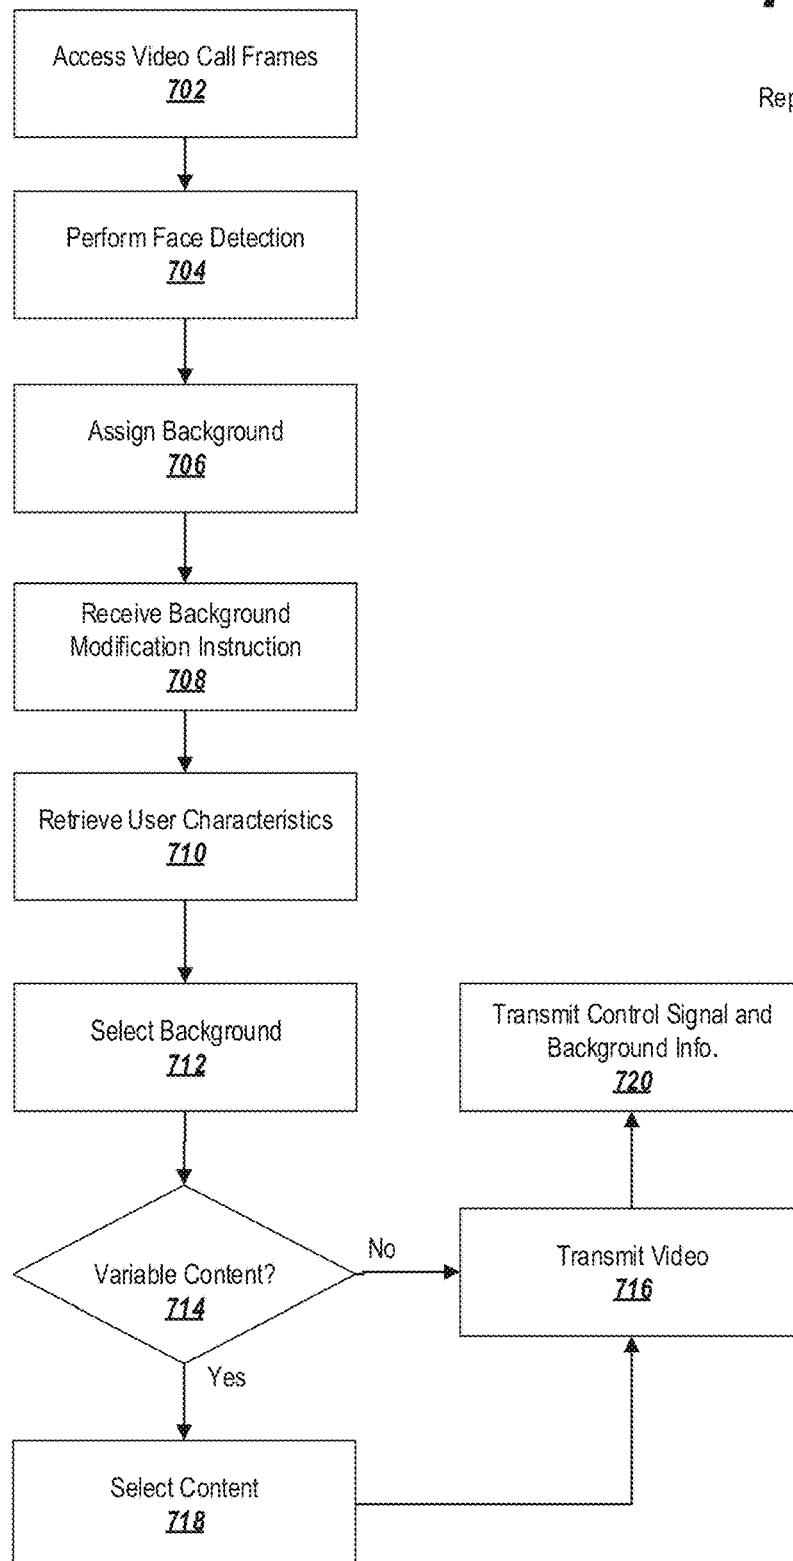 Access Video Call Frames
702
Rep
Perform Face Detection
704
Assign Background
706
Receive Background
Modification Instruction
708
Retrieve User Characteristics
710
Select Background
712
Transmit Control Signal and
Background Info.
720
Variable Content?
714
No
Transmit Video
716
Yes
Select Content
718